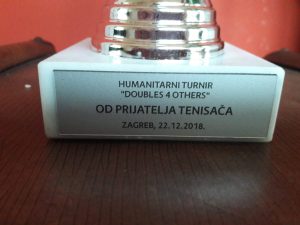 HUMANITARNI TURNIR
"DOUBLES 4 OTHERS"
OD PRIJATELJA TENISAČA
ZAGREB, 22.12.2018.